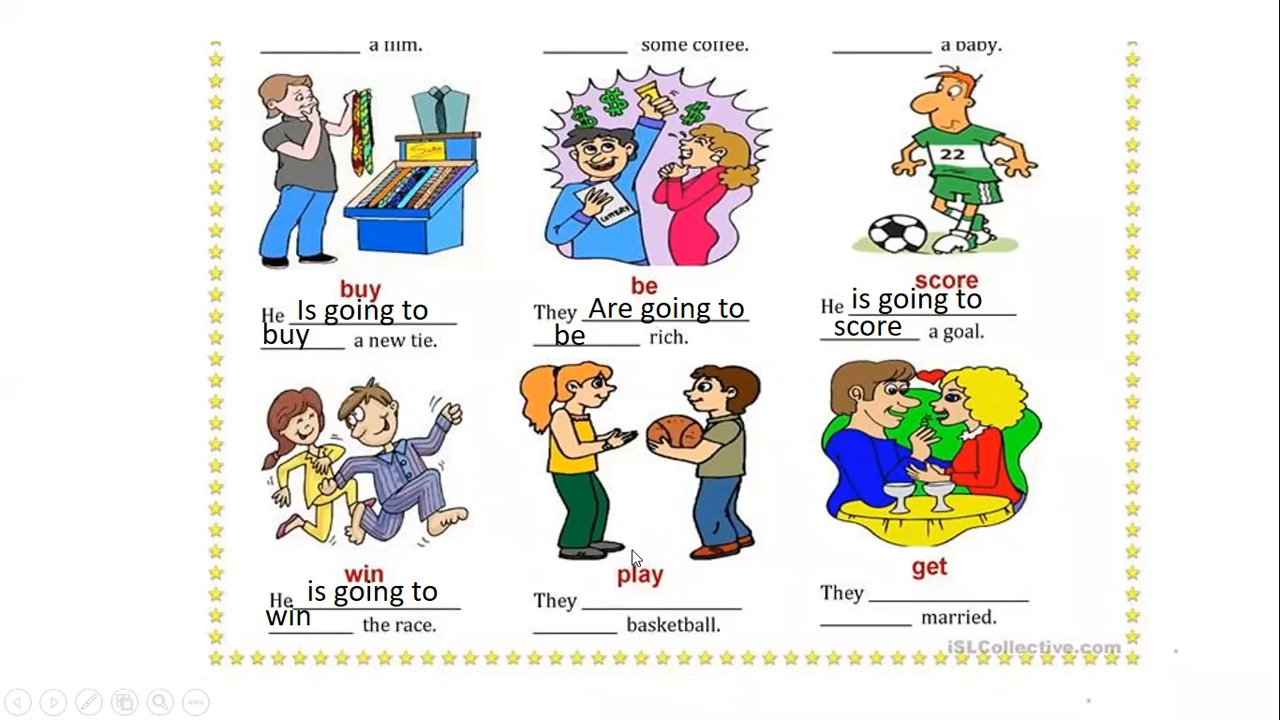 a film.
some coffee.
a baby.
22
LOTTERY
buy
He Is going to
buy a new tie.
be
They Are going to
be rich.
score
He is going to
score a goal.
win
He is going to
win the race.
play
They
basketball.
get
They
married.
iSLCollective.com